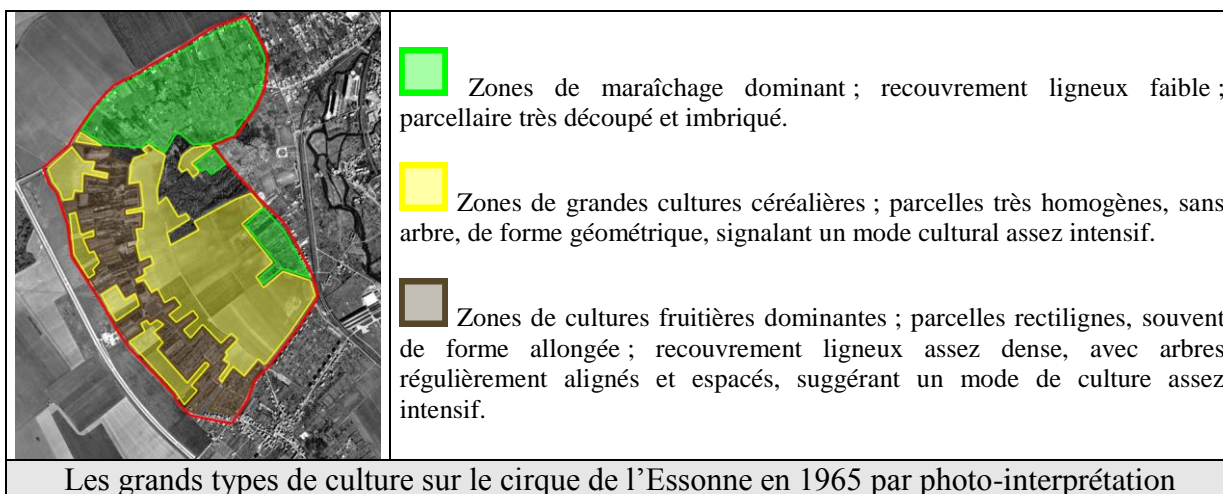 Zones de maraîchage dominant ; recouvrement ligneux faible ;
parcellaire très découpé et imbriqué.
Zones de grandes cultures céréalières ; parcelles très homogènes, sans
arbre, de forme géométrique, signalant un mode cultural assez intensif.
Zones de cultures fruitières dominantes ; parcelles rectilignes, souvent
de forme allongée ; recouvrement ligneux assez dense, avec arbres
régulièrement alignés et espacés, suggérant un mode de culture assez
intensif.
Les grands types de culture sur le cirque de l’Essonne en 1965 par photo-interprétation